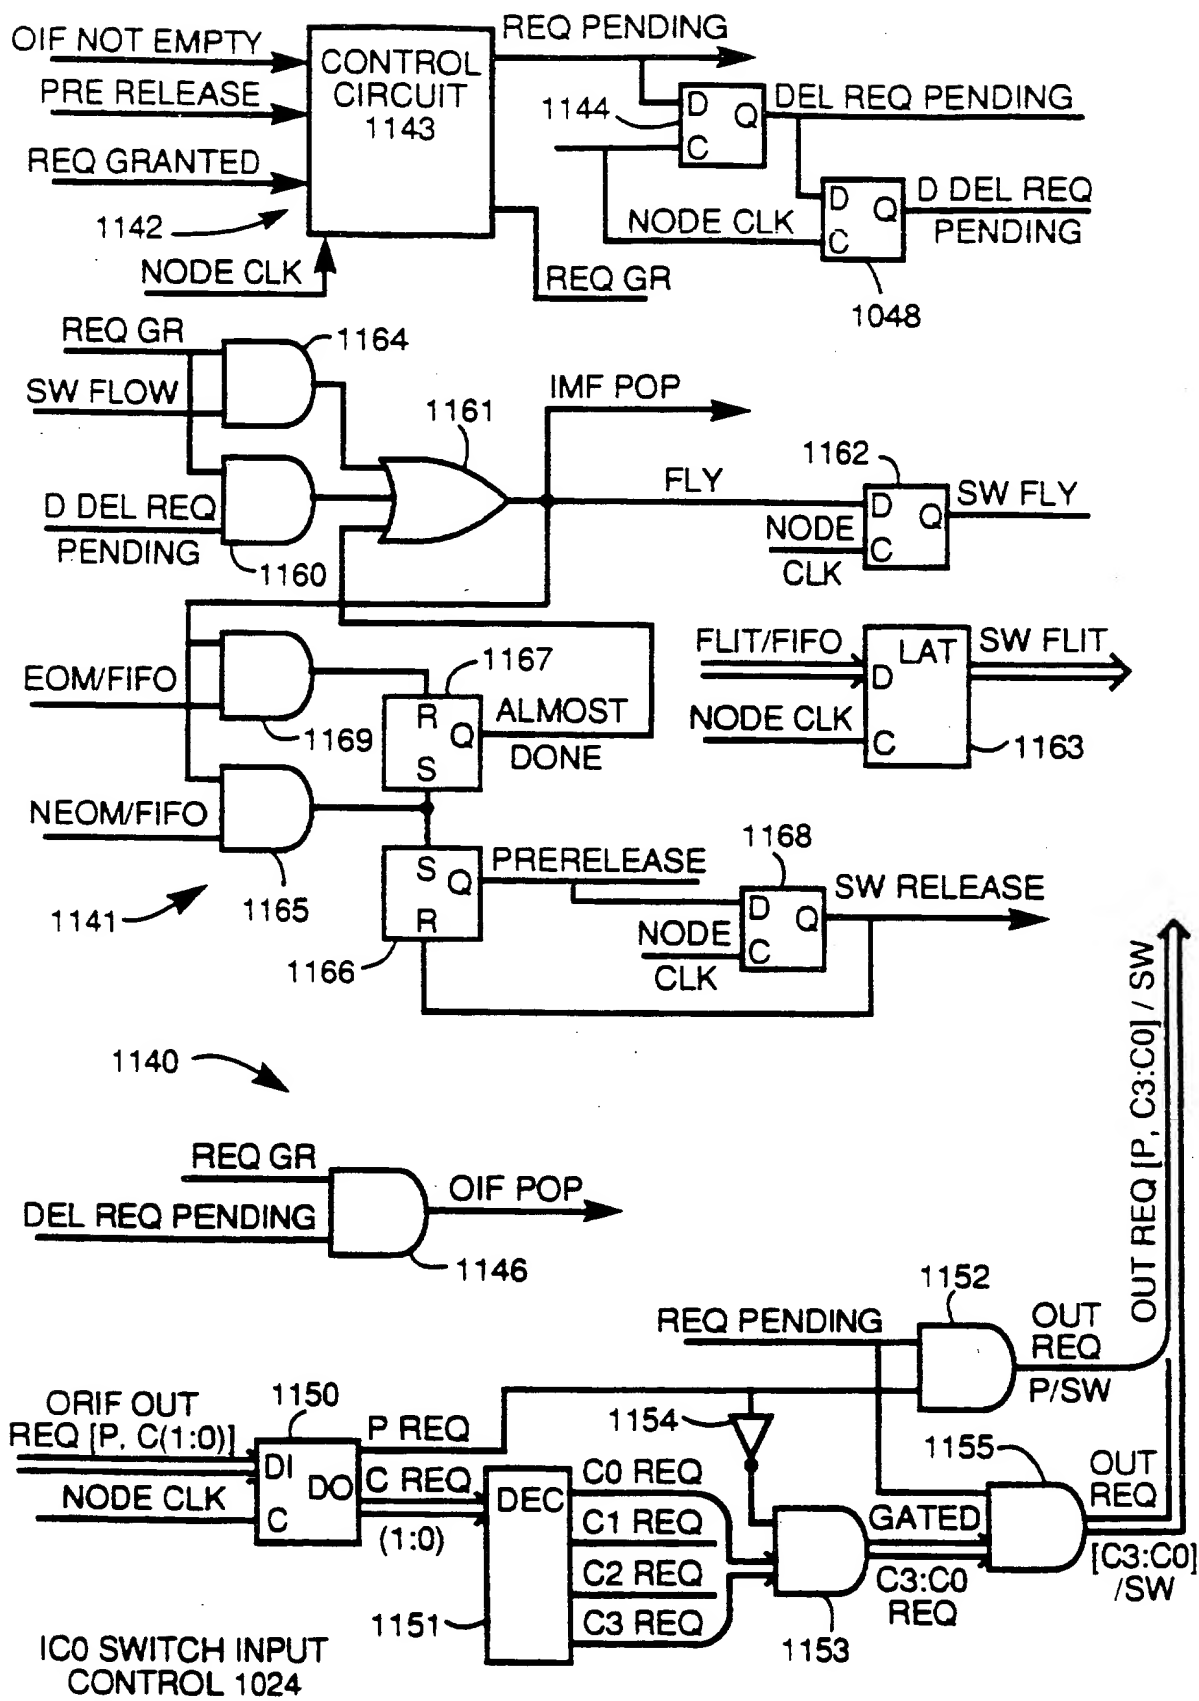 OIF NOT EMPTY
PRE RELEASE
REQ GRANTED
1142
NODE CLK
CONTROL
CIRCUIT
1143
REQ PENDING
1144
D
Q
C
DEL REQ PENDING
NODE CLK
D
Q
C
D DEL REQ
PENDING
1048
REQ GR
REQ GR
1164
SW FLOW
D DEL REQ
PENDING
1160
1161
IMF POP
FLY
1162
D
Q
C
NODE
CLK
SW FLY
EOM/FIFO
1169
1167
R
Q
S
ALMOST
DONE
FLIT/FIFO
LAT
D
C
SW FLIT
NODE CLK
1163
NEOM/FIFO
1165
1141
S
Q
R
1166
PRERELEASE
1168
D
Q
C
NODE
CLK
SW RELEASE
1140
REQ GR
DEL REQ PENDING
OIF POP
1146
OUT REQ [P, C3:C0] / SW
REQ PENDING
1152
OUT
REQ
P/SW
ORIF OUT
REQ [P, C(1:0)]
NODE CLK
1150
DI
DO
C
P REQ
C REQ
(1:0)
1154
DEC
1151
C0 REQ
C1 REQ
C2 REQ
C3 REQ
1153
GATED
C3:C0
REQ
1155
OUT
REQ
[C3:C0]
/SW
IC0 SWITCH INPUT
CONTROL 1024